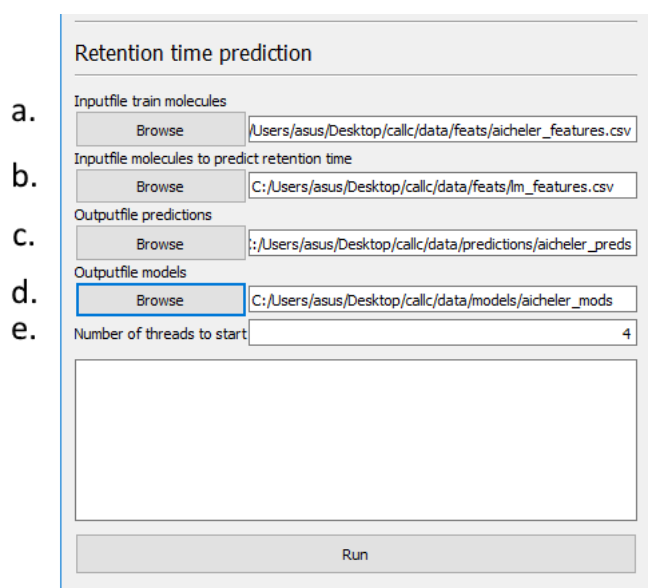 Retention time prediction
a.
Inputfile train molecules
Browse /Users/asus/Desktop/callc/data/feats/aicheler_features.csv
b.
Inputfile molecules to predict retention time
Browse C:/Users/asus/Desktop/callc/data/feats/lm_features.csv
c.
Outputfile predictions
Browse :/Users/asus/Desktop/callc/data/predictions/aicheler_preds
d.
Outputfile models
Browse C:/Users/asus/Desktop/callc/data/models/aicheler_mods
e. Number of threads to start 4
Run